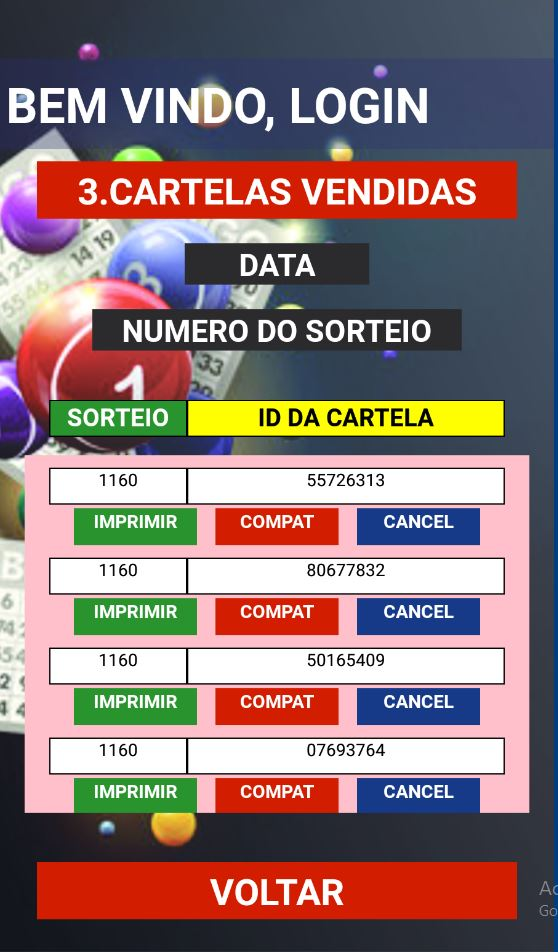 BEM VINDO, LOGIN
3.CARTELAS VENDIDAS
DATA
NUMERO DO SORTEIO
SORTEIO ID DA CARTELA
1160 55726313
IMPRIMIR COMPAT CANCEL
1160 80677832
IMPRIMIR COMPAT CANCEL
1160 50165409
IMPRIMIR COMPAT CANCEL
1160 07693764
IMPRIMIR COMPAT CANCEL
VOLTAR